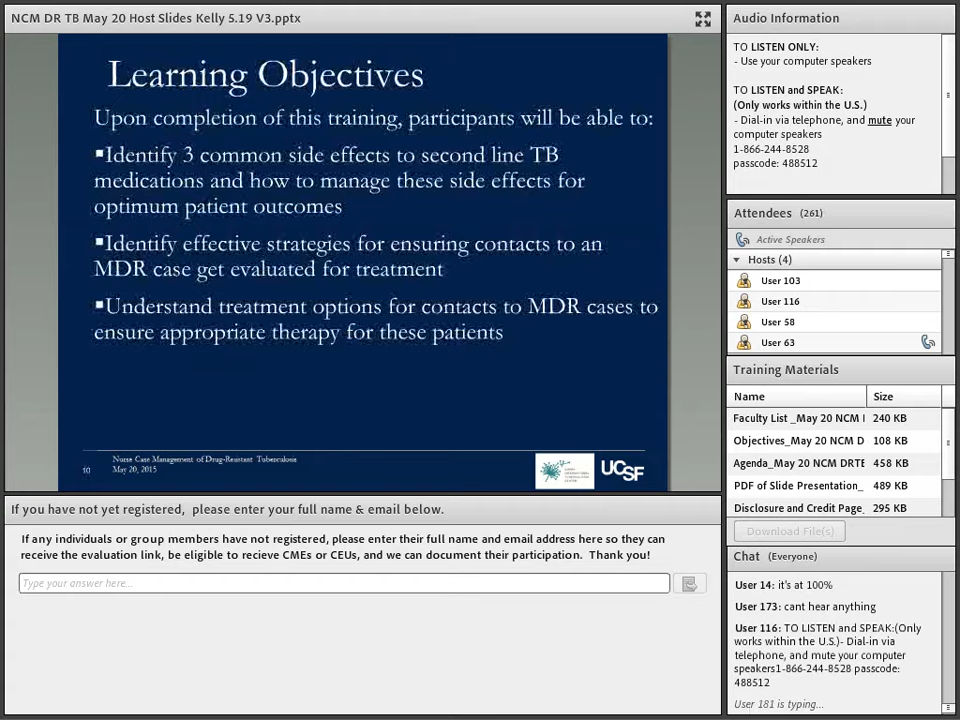 NCM DR TB May 20 Host Slides Kelly 5.19 V3.pptx
Learning Objectives
Upon completion of this training, participants will be able to:
▪Identify 3 common side effects to second line TB
medications and how to manage these side effects for
optimum patient outcomes
▪Identify effective strategies for ensuring contacts to an
MDR case get evaluated for treatment
▪Understand treatment options for contacts to MDR cases to
ensure appropriate therapy for these patients
10
Nurse Case Management of Drug-Resistant Tuberculosis
May 20, 2015
UCSF
If you have not yet registered, please enter your full name & email below.
If any individuals or group members have not registered, please enter their full name and email address here so they can
receive the evaluation link, be eligible to recieve CMEs or CEUs, and we can document their participation. Thank you!
Type your answer here...
Audio Information
TO LISTEN ONLY:
- Use your computer speakers
TO LISTEN and SPEAK:
(Only works within the U.S.)
- Dial-in via telephone, and mute your
computer speakers
1-866-244-8528
passcode: 488512
Attendees (261)
Active Speakers
Hosts (4)
User 103
User 116
User 58
User 63
Training Materials
Name Size
Faculty List _May 20 NCM 240 KB
Objectives_May 20 NCM D 108 KB
Agenda_May 20 NCM DRTE 458 KB
PDF of Slide Presentation_ 489 KB
Disclosure and Credit Page_ 295 KB
Download File(s)
Chat (Everyone)
User 14: it's at 100%
User 173: cant hear anything
User 116: TO LISTEN and SPEAK:(Only
works within the U.S.)- Dial-in via
telephone, and mute your computer
speakers1-866-244-8528 passcode:
488512
User 181 is typing...